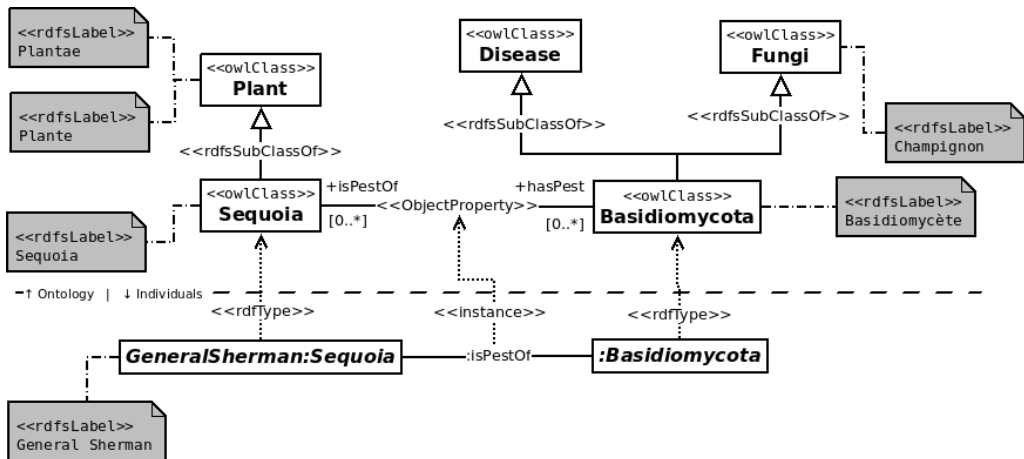 <<rdfsLabel>>
Plantae
<<rdfsLabel>>
Plante
<<owlClass>>
Plant
<<owlClass>>
Disease
<<owlClass>>
Fungi
<<rdfsLabel>>
Champignon
<<rdfsSubClassOf>>
<<rdfsSubClassOf>>
<<rdfsSubClassOf>>
<<owlClass>>
Sequoia
+isPestOf
[0..*]
<<ObjectProperty>>
+hasPest
[0..*]
<<owlClass>>
Basidiomycota
<<rdfsLabel>>
Basidiomycète
<<rdfsLabel>>
Sequoia
↑ Ontology | ↓ Individuals
<<rdfType>>
<<instance>>
<<rdfType>>
GeneralSherman:Sequoia
:isPestOf
:Basidiomycota
<<rdfsLabel>>
General Sherman